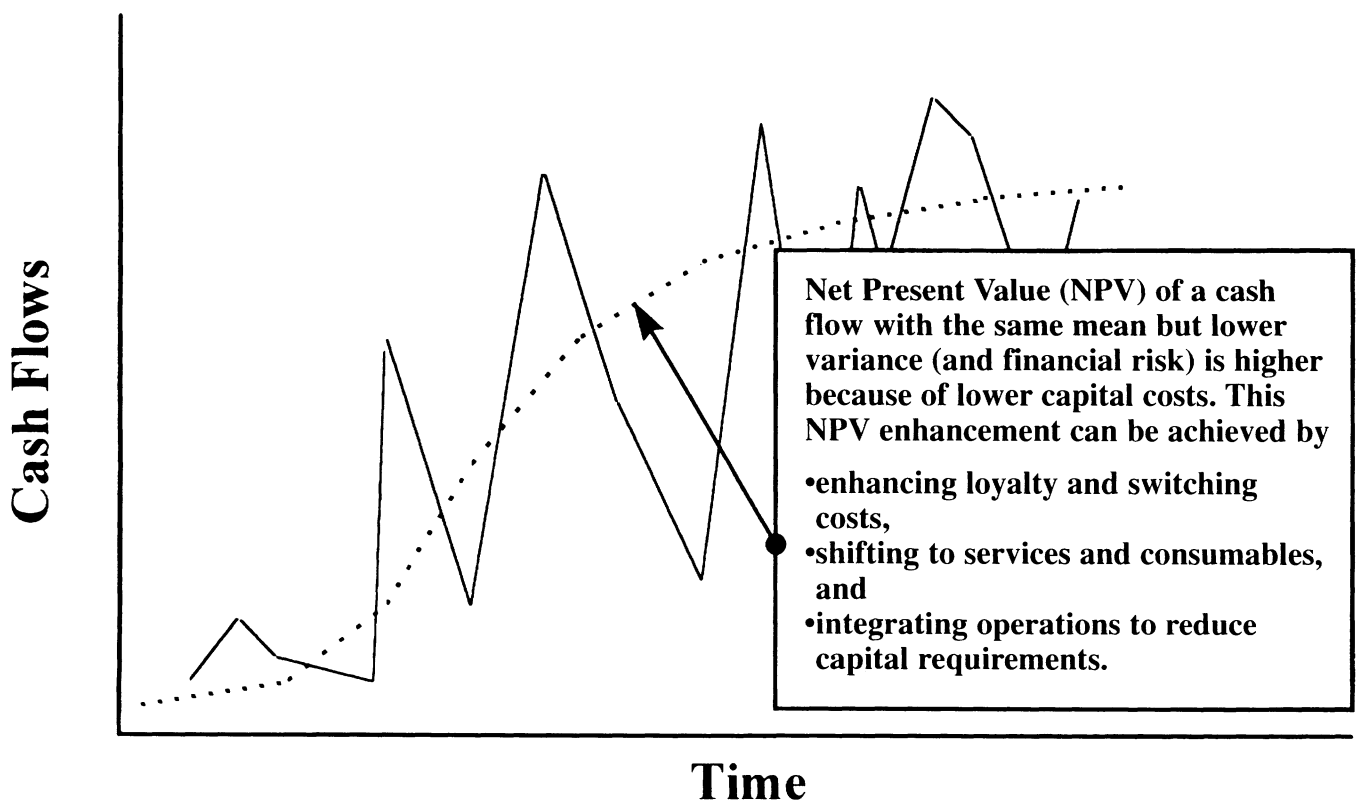 Cash Flows
Net Present Value (NPV) of a cash
flow with the same mean but lower
variance (and financial risk) is higher
because of lower capital costs. This
NPV enhancement can be achieved by
•enhancing loyalty and switching
costs,
•shifting to services and consumables,
and
•integrating operations to reduce
capital requirements.
Time